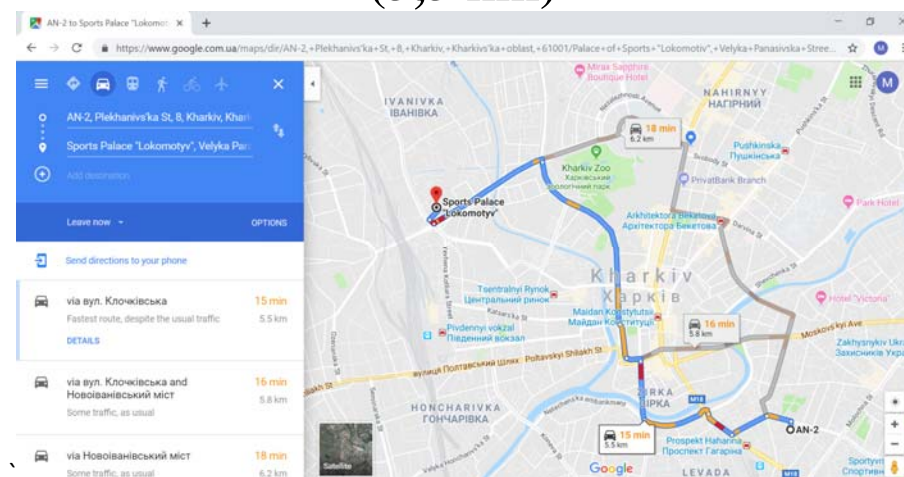 AN-2 to Sports Palace "Lokomot
https://www.google.com.ua/maps/dir/AN-2,+Plekhanivs'ka+St,+8,+Kharkiv,+Kharkivs'ka+oblast,+61001/Palace+of+Sports+"Lokomotiv",+Velyka+Panasivska+Stree...
M
AN-2, Plekhanivs'ka St, 8, Kharkiv, Khark
Sports Palace "Lokomotyv", Velyka Pan
Add destination
Leave now
OPTIONS
Send directions to your phone
via вул. Клочківська
15 min
Fastest route, despite the usual traffic
5.5 km
DETAILS
via вул. Клочківська and
Новоіванівський міст
16 min
Some traffic, as usual
5.8 km
via Новоіванівський міст
18 min
Some traffic, as usual
6.2 km
Mirax Sapphire
Boutique Hotel
IVANIVKA
ІВАНІВКА
NAHIRNYY
НАГІРНИЙ
M
18 min
6.2 km
Pushkinska
Пушкінська
Kharkiv Zoo
Харківський
зоологічний парк
PrivatBank Branch
Sports Palace
"Lokomotyv"
Arkhitektora Beketova
Архітектора Бекетова
Park Hotel
Kharkiv
Харків
Tsentralnyi Rynok
Центральний ринок
Maidan Konstytutsii
Майдан Конституції
Hotel "Victoria"
16 min
5.8 km
Moskovs'kyi Ave
Pivdennyi vokzal
Південний вокзал
вулиця Полтавський Шлях
Poltavskyi Shliakh St
Zakhysnykiv Ukra
Захисників Укра
HONCHARIVKA
ГОНЧАРІВКА
M18
AN-2
15 min
5.5 km
Prospekt Haharina
Проспект Гагаріна
M18
Satellite
Google
LEVADA
Sportyvn
Спортивн